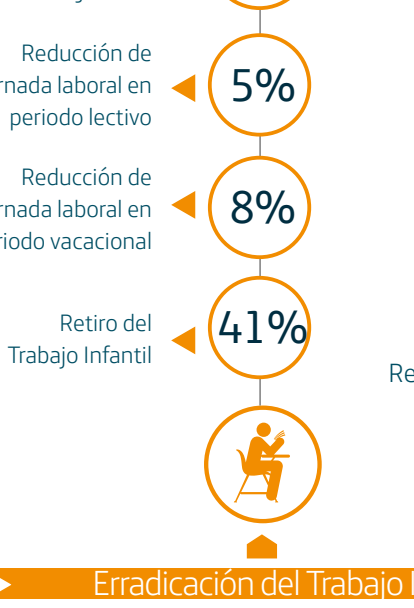 Reducción de
rnada laboral en
periodo lectivo
5%
Reducción de
rnada laboral en
riodo vacacional
8%
Retiro del
Trabajo Infantil
41%
Re
Erradicación del Trabajo